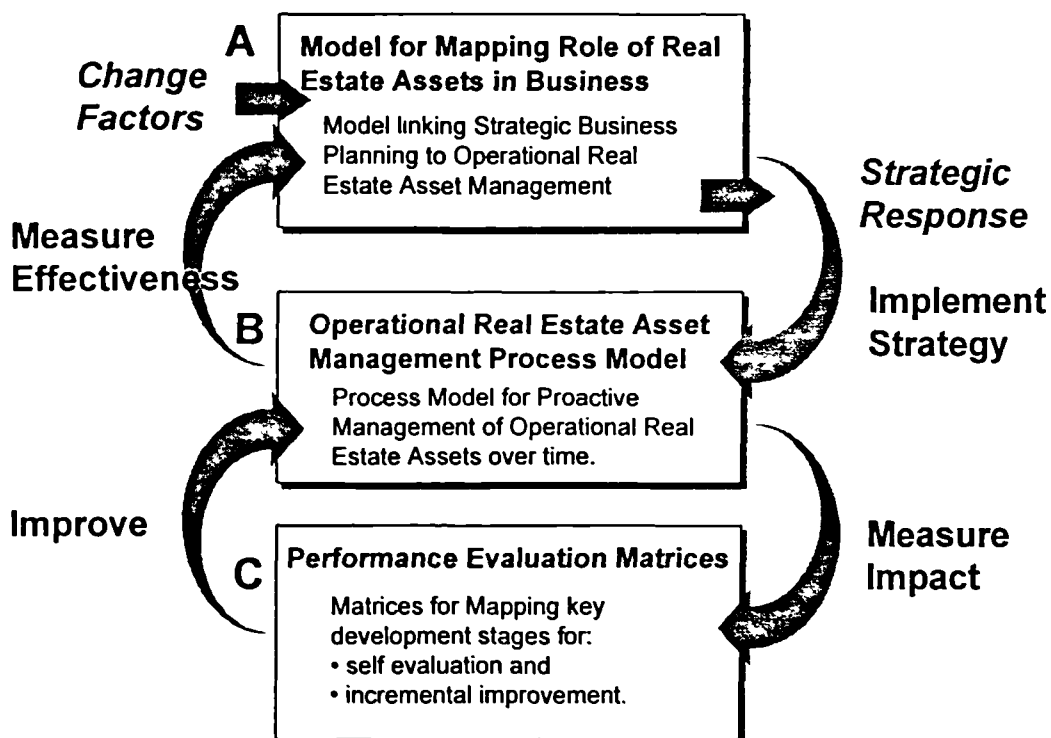 A
Model for Mapping Role of Real
Estate Assets in Business
Model linking Strategic Business
Planning to Operational Real
Estate Asset Management
Change
Factors
Strategic
Response
Measure
Effectiveness
Implement
Strategy
B
Operational Real Estate Asset
Management Process Model
Process Model for Proactive
Management of Operational Real
Estate Assets over time.
Improve
Measure
Impact
C
Performance Evaluation Matrices
Matrices for Mapping key
development stages for:
• self evaluation and
• incremental improvement.